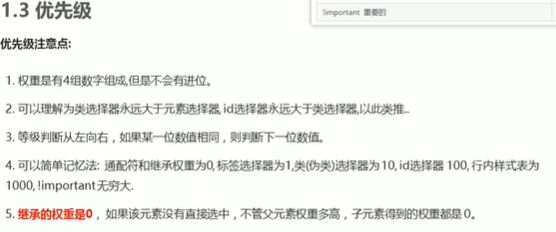 1.3 优先级
!important 重要的
优先级注意点:
1. 权重是有4组数字组成,但是不会有进位。
2. 可以理解为类选择器永远大于元素选择器, id选择器永远大于类选择器,以此类推..
3. 等级判断从左向右，如果某一位数值相同，则判断下一位数值。
4. 可以简单记忆法: 通配符和继承权重为0, 标签选择器为1,类(伪类)选择器为 10, id选择器 100, 行内样式表为
1000, !important 无穷大.
5. 继承的权重是0， 如果该元素没有直接选中，不管父元素权重多高，子元素得到的权重都是 0。